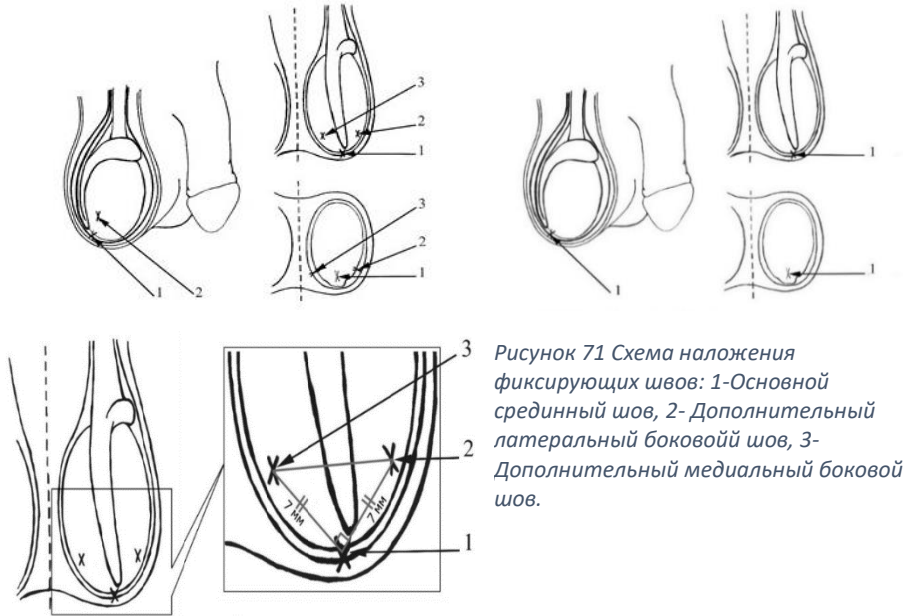 3
2
1
3
2
1
1 2
1
1
1
3
2
1
7 мм 7 мм
Рисунок 71 Схема наложения
фиксирующих швов: 1-Основной
срединный шов, 2- Дополнительный
латеральный боковойй шов, 3-
Дополнительный медиальный боковой
шов.